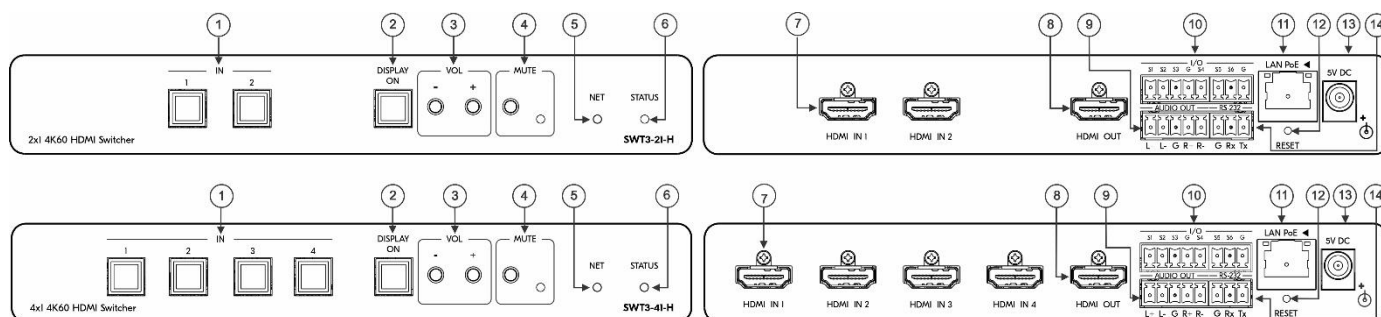 1 2 3 4 5 6 7 8 9 10 11 12 13 14
IN DISPLAY ON VOL MUTE
1 2 - + NET STATUS
2x1 4K60 HDMI Switcher SWT3-2I-H
I/O LAN PoE 5V DC
S1 S2 S3 G S4 S5 S6 G
AUDIO OUT RS-232
HDMI IN 1 HDMI IN 2 HDMI OUT
L L- G R R- G Rx Tx RESET
1 2 3 4 5 6 7 8 9 10 11 12 13 14
IN DISPLAY ON VOL MUTE
1 2 3 4 - + NET STATUS
4x1 4K60 HDMI Switcher SWT3-4I-H
I/O LAN PoE 5V DC
S1 S2 S3 G S4 S5 S6 G
AUDIO OUT RS-232
HDMI IN 1 HDMI IN 2 HDMI IN 3 HDMI IN 4 HDMI OUT
L+ L- G R+ R- G Rx Tx RESET